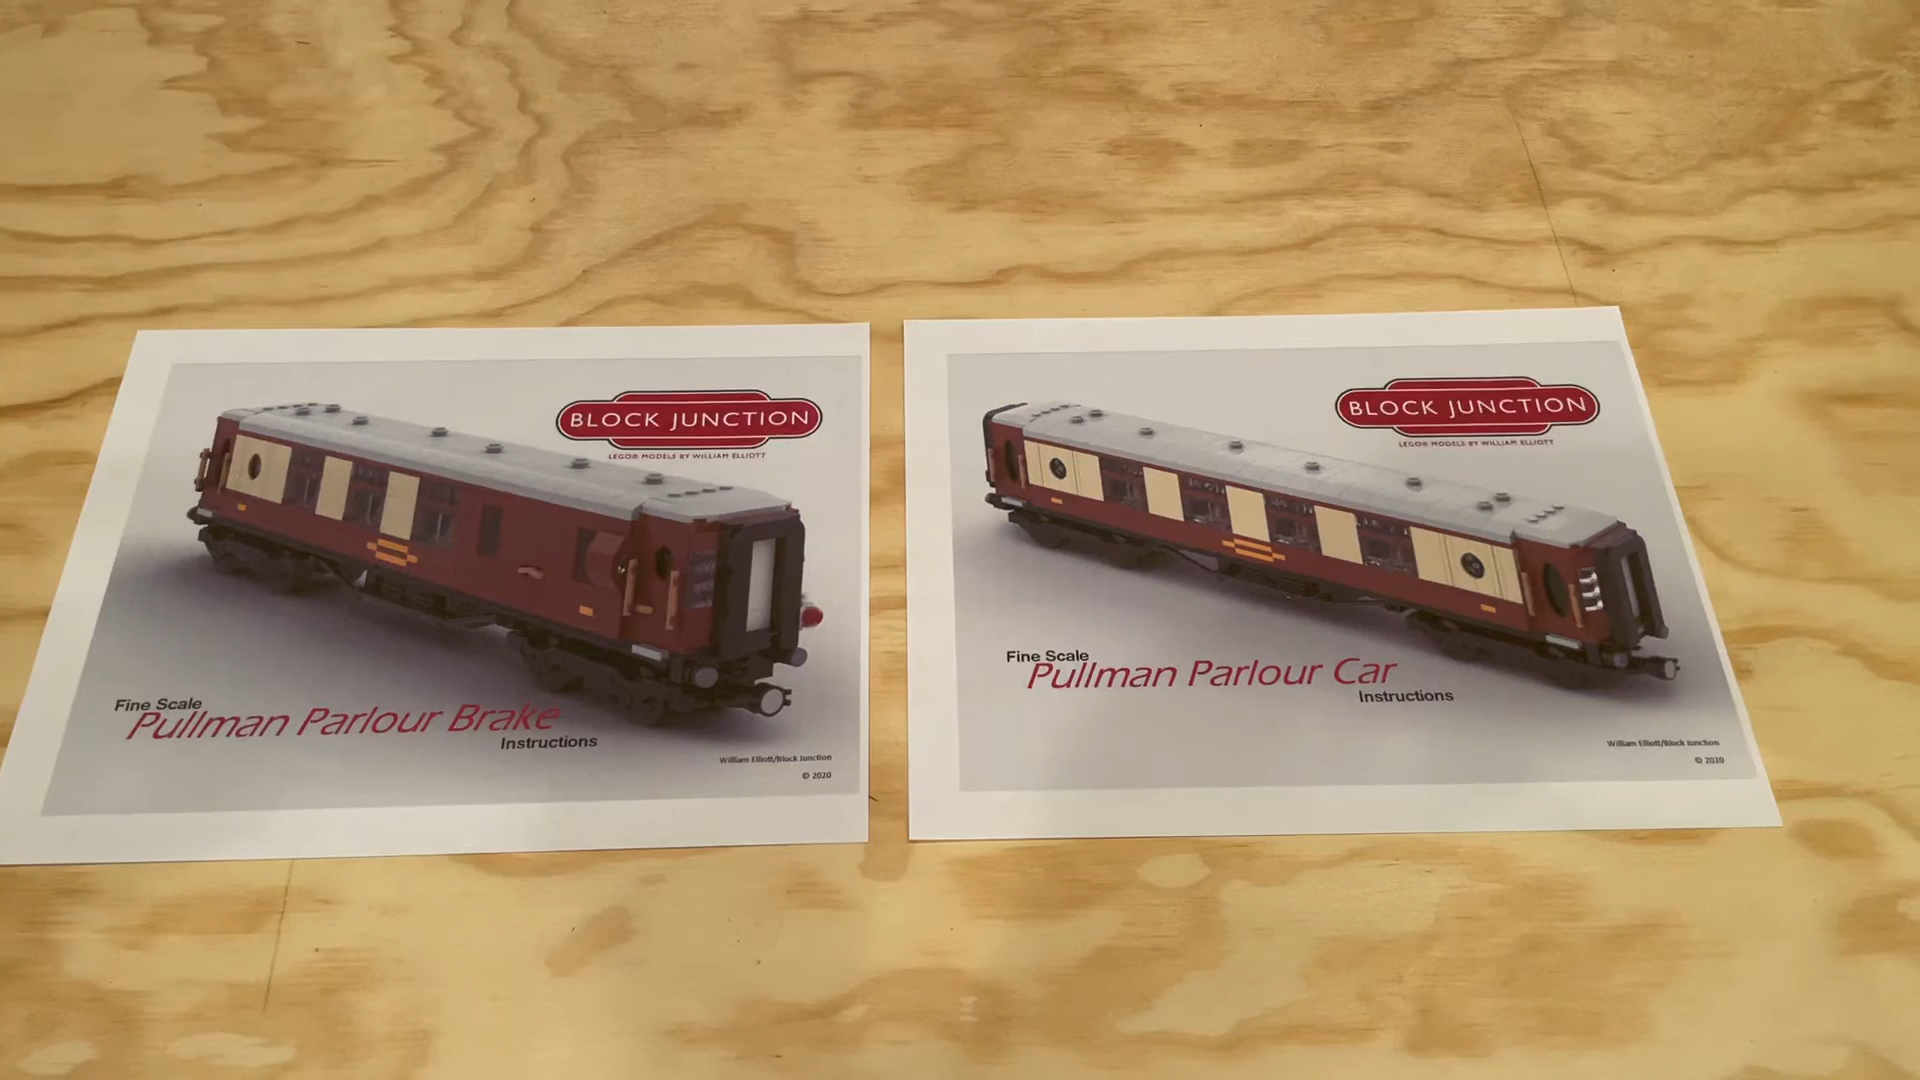 BLOCK JUNCTION
LEGO® MODELS BY WILLIAM ELLIOTT
Fine Scale
Pullman Parlour Brake
Instructions
William Elliott/Block Junction
© 2020
BLOCK JUNCTION
LEGO® MODELS BY WILLIAM ELLIOTT
Fine Scale
Pullman Parlour Car
Instructions
William Elliott/Block Junction
© 2020